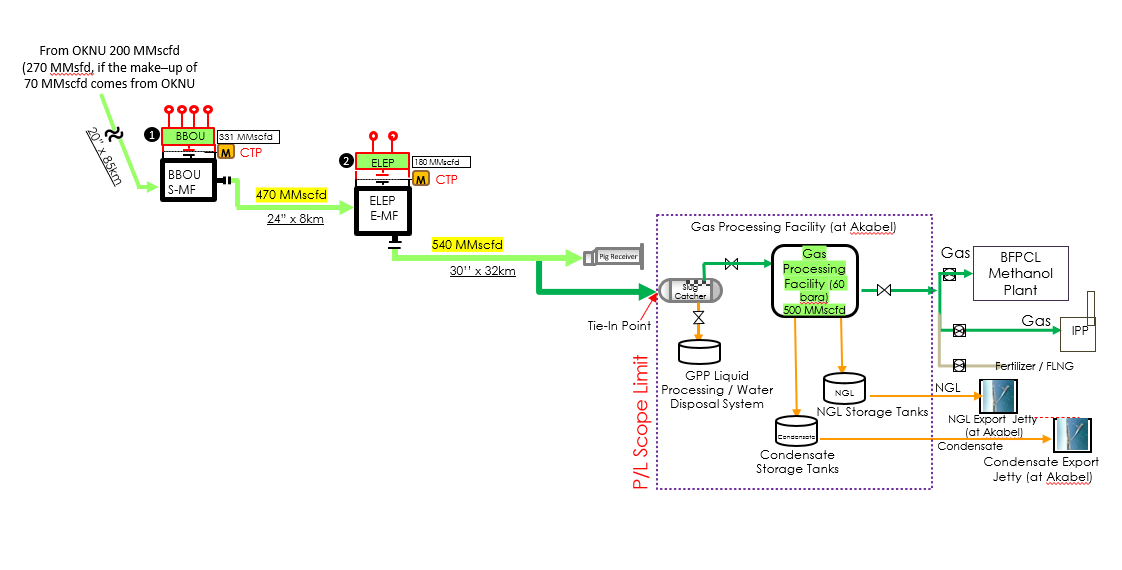 From OKNU 200 MMscfd
(270 MMsfd, if the make–up of
70 MMscfd comes from OKNU
20" x 85km
1
BBOU
331 MMscfd
M
CTP
BBOU
S-MF
470 MMscfd
24" x 8km
2
ELEP
180 MMscfd
M
CTP
ELEP
E-MF
540 MMscfd
30'' x 32km
Pig Receiver
Tie-In Point
P/L Scope Limit
Gas Processing Facility (at Akabel)
Slug
Catcher
GPP Liquid
Processing / Water
Disposal System
Gas
Processing
Facility (60
bara)
500 MMscfd
NGL
NGL Storage Tanks
Condensate
Condensate
Storage Tanks
Gas
BFPCL
Methanol
Plant
Gas
IPP
Fertilizer / FLNG
NGL
NGL Export Jetty
(at Akabel)
Condensate
Condensate Export
Jetty (at Akabel)